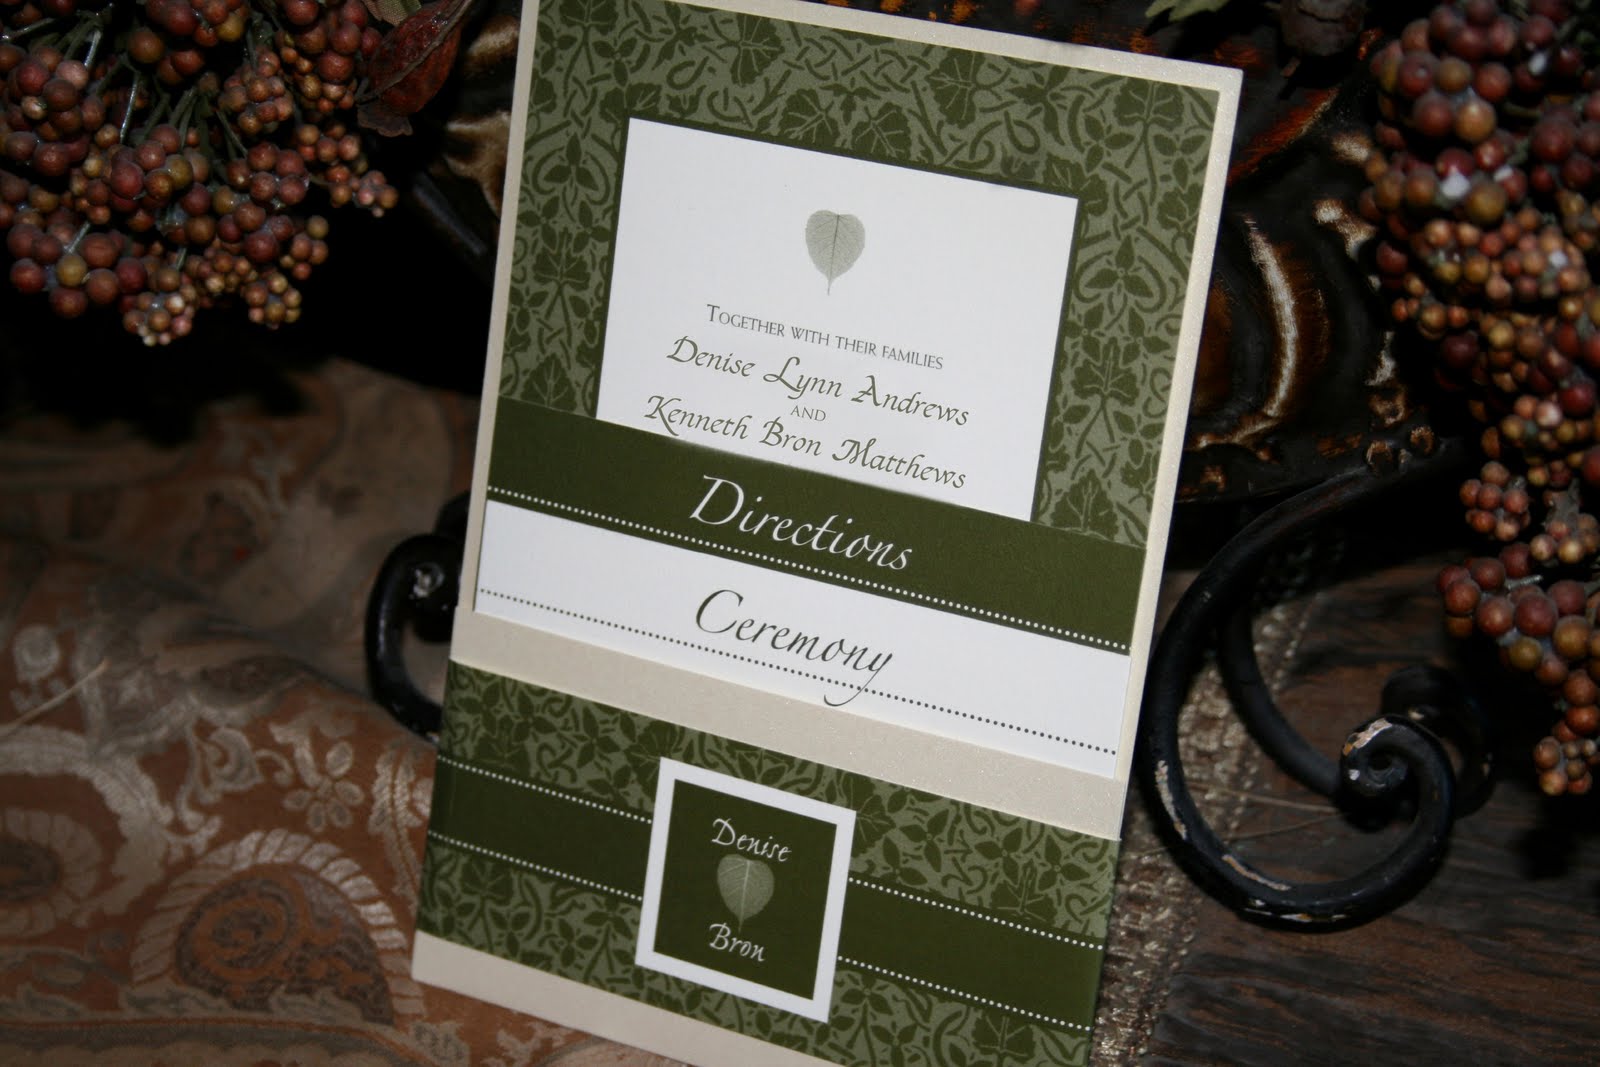 Together with their families
Denise Lynn Andrews
and
Kenneth Bron Matthews
Directions
Ceremony
Denise
Bron